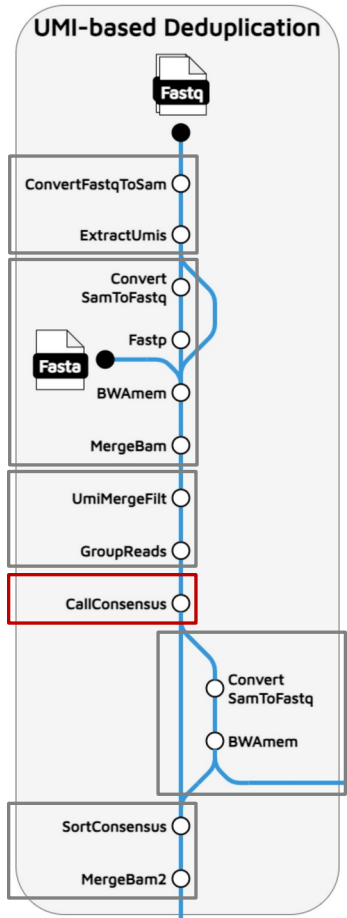 UMI-based Deduplication
Fastq
ConvertFastqToSam
ExtractUmis
Convert
SamToFastq
Fastp
Fasta
BWAmem
MergeBam
UmiMergeFilt
GroupReads
CallConsensus
Convert
SamToFastq
BWAmem
SortConsensus
MergeBam2